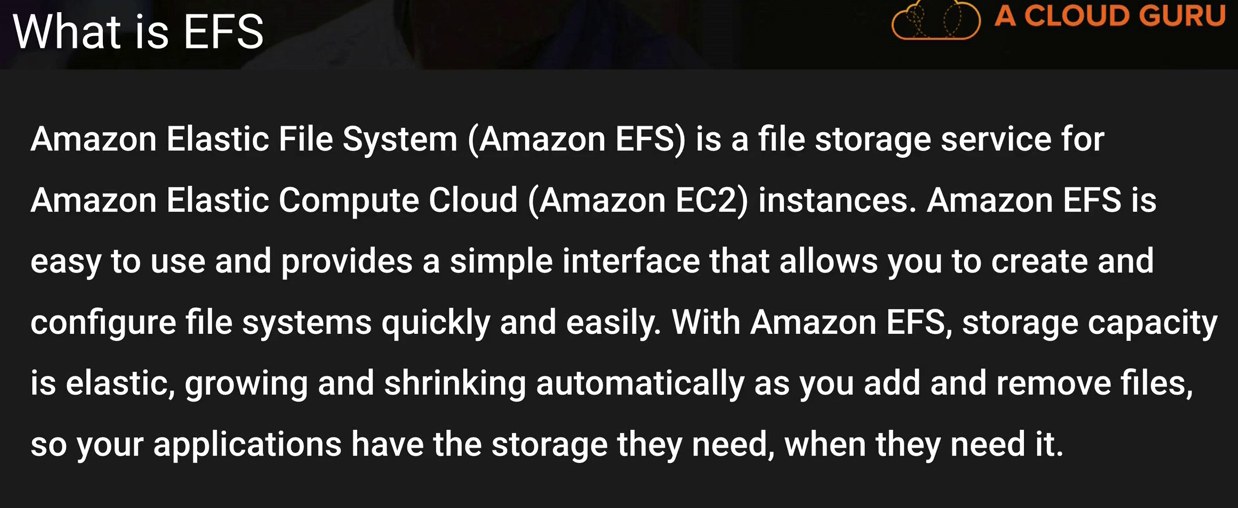 What is EFS
A CLOUD GURU
Amazon Elastic File System (Amazon EFS) is a file storage service for
Amazon Elastic Compute Cloud (Amazon EC2) instances. Amazon EFS is
easy to use and provides a simple interface that allows you to create and
configure file systems quickly and easily. With Amazon EFS, storage capacity
is elastic, growing and shrinking automatically as you add and remove files,
so your applications have the storage they need, when they need it.